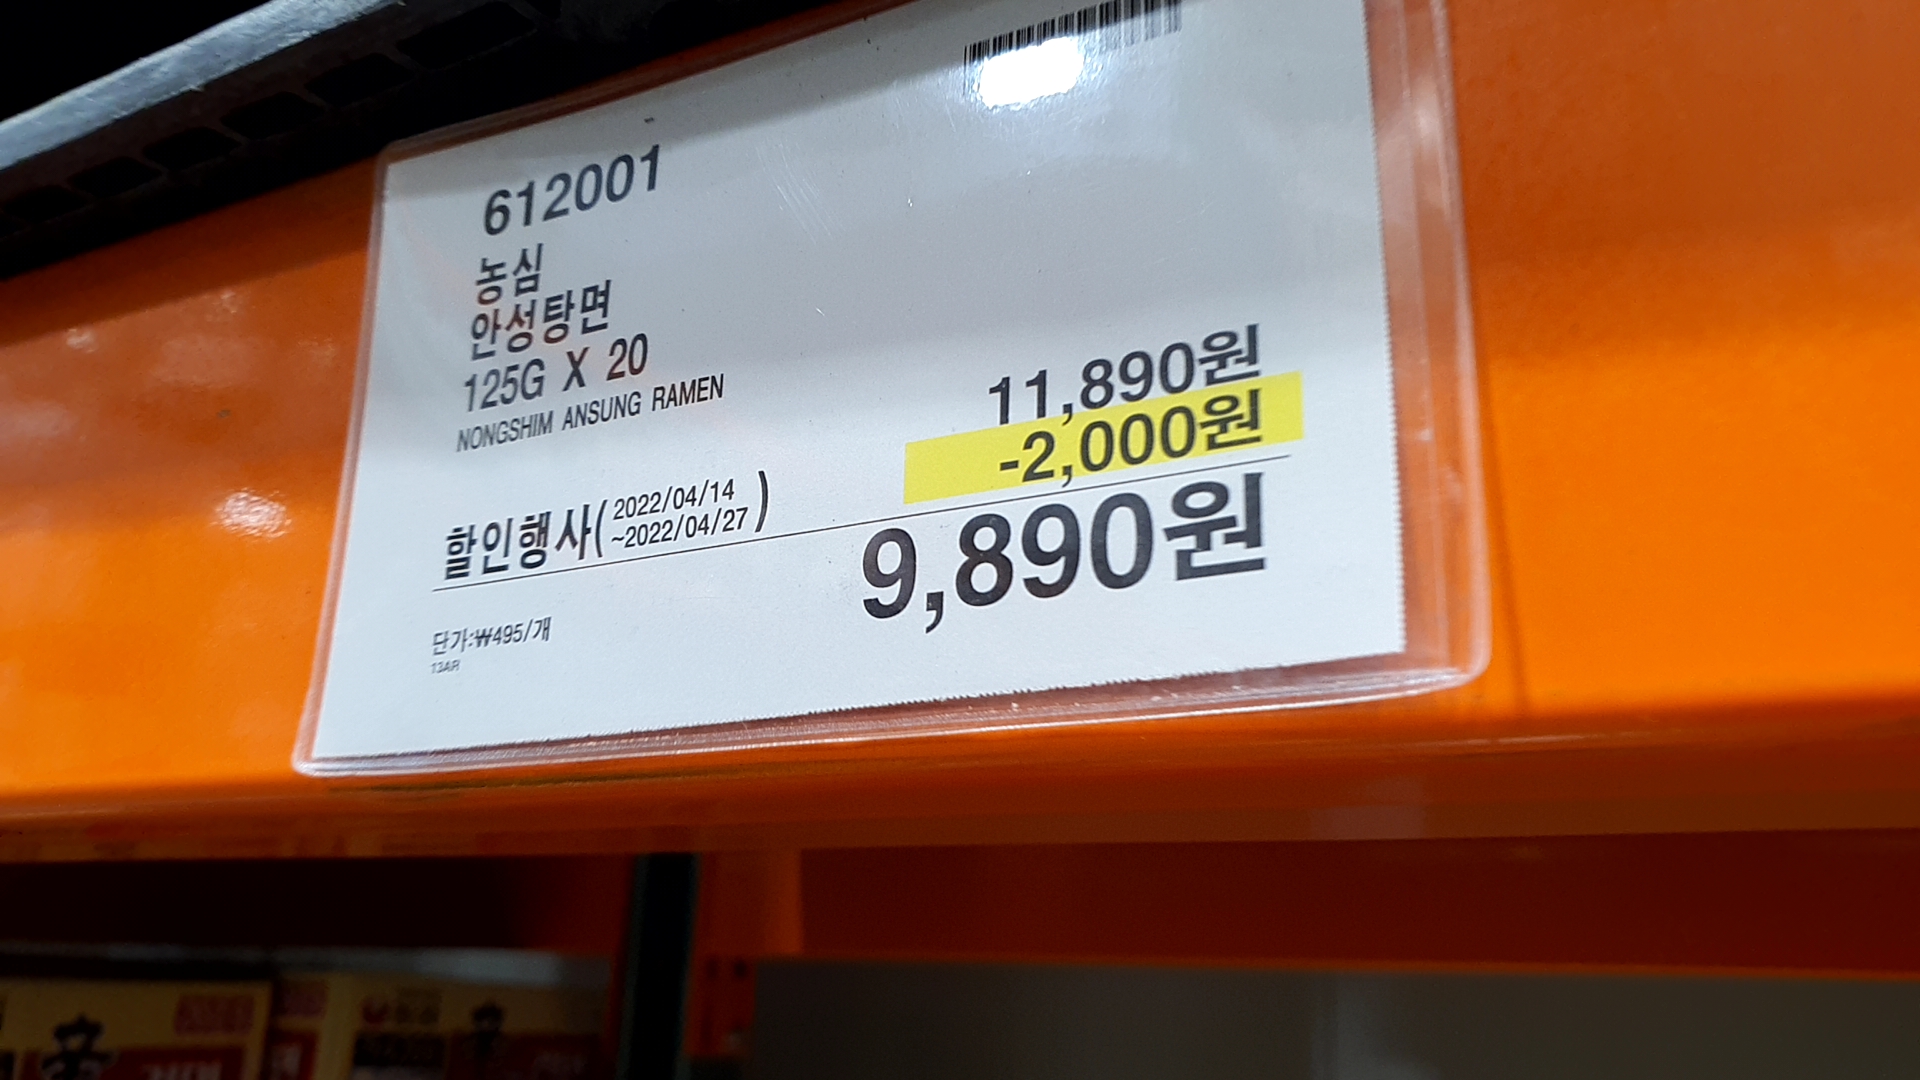 612001
농심
안성탕면
125G X 20
NONGSHIM ANSUNG RAMEN
11,890원
-2,000원
할인행사(2022/04/14
~2022/04/27)
9,890원
단가:₩495/개
辛